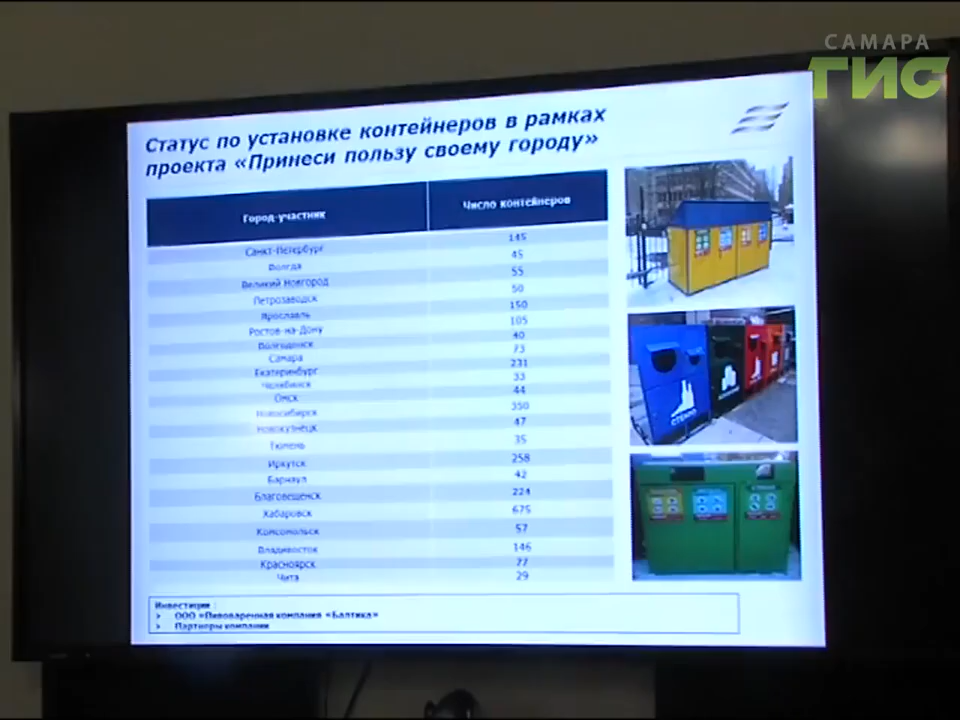 САМАРА
ГИС
Статус по установке контейнеров в рамках
проекта «Принеси пользу своему городу»
Город-участник Число контейнеров
Санкт-Петербург 145
Вологда 45
Великий Новгород 55
Петрозаводск 50
Ярославль 150
Ростов-на-Дону 105
Волгодонск 40
Самара 73
Екатеринбург 231
Челябинск 33
Омск 44
Новосибирск 350
Новокузнецк 47
Тюмень 35
Иркутск 258
Барнаул 42
Благовещенск 224
Хабаровск 675
Комсомольск 57
Владивосток 146
Красноярск 77
Чита 29
Инвестиции :
> ООО «Пивоваренная компания «Балтика»
> Партнеры компании
СТЕКЛО